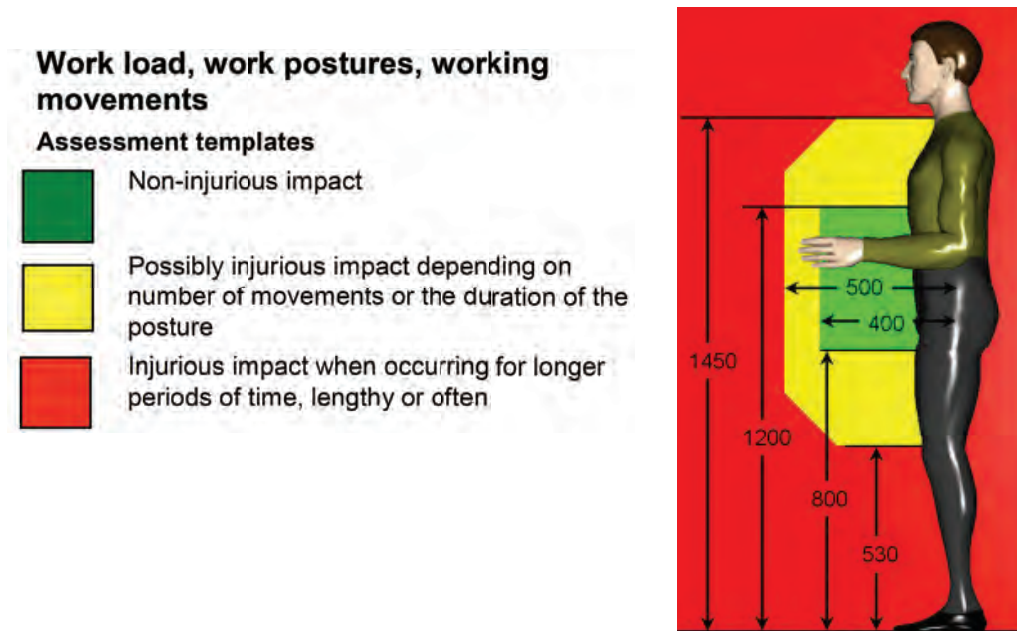 Work load, work postures, working
movements
Assessment templates
Non-injurious impact
Possibly injurious impact depending on
number of movements or the duration of the
posture
Injurious impact when occurring for longer
periods of time, lengthy or often
500
400
1450
1200
800
530